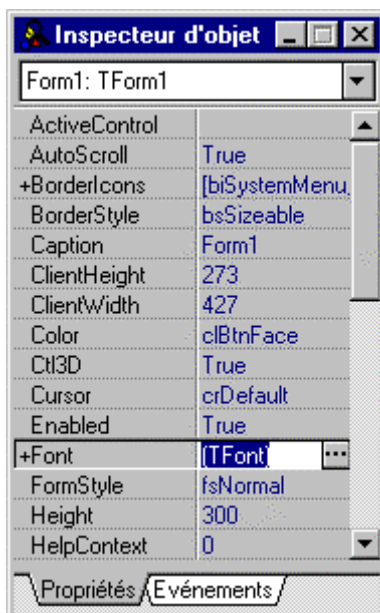 Inspecteur d'objet
Form1: TForm1
ActiveControl
AutoScroll True
+BorderIcons [biSystemMenu,
BorderStyle bsSizeable
Caption Form1
ClientHeight 273
ClientWidth 427
Color clBtnFace
Ctl3D True
Cursor crDefault
Enabled True
+Font (TFont) ...
FormStyle fsNormal
Height 300
HelpContext 0
Propriétés Evénements